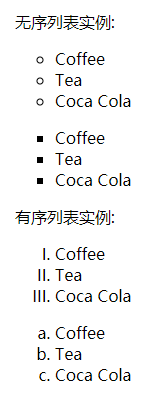 无序列表实例:
○ Coffee
○ Tea
○ Coca Cola
■ Coffee
■ Tea
■ Coca Cola
有序列表实例:
I. Coffee
II. Tea
III. Coca Cola
a. Coffee
b. Tea
c. Coca Cola